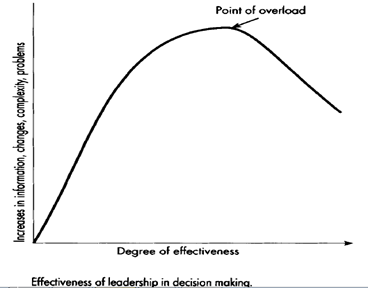 Point of overload
Increases in information, changes, complexity, problems
Degree of effectiveness
Effectiveness of leadership in decision making.